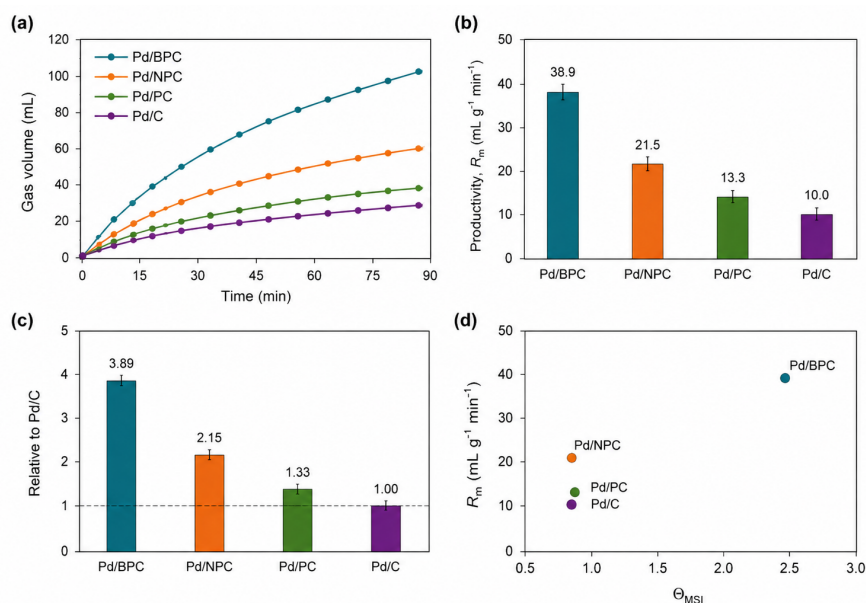 (a)
Gas volume (mL)
120
100
80
60
40
20
0
Pd/BPC
Pd/NPC
Pd/PC
Pd/C
0 15 30 45 60 75 90
Time (min)
(b)
Productivity, Rₘ (mL g⁻¹ min⁻¹)
50
40
30
20
10
0
38.9
21.5
13.3
10.0
Pd/BPC Pd/NPC Pd/PC Pd/C
(c)
Relative to Pd/C
5
4
3
2
1
0
3.89
2.15
1.33
1.00
Pd/BPC Pd/NPC Pd/PC Pd/C
(d)
Rₘ (mL g⁻¹ min⁻¹)
50
40
30
20
10
0
Pd/BPC
Pd/NPC
Pd/PC
Pd/C
0.5 1.0 1.5 2.0 2.5 3.0
Θ_MSI